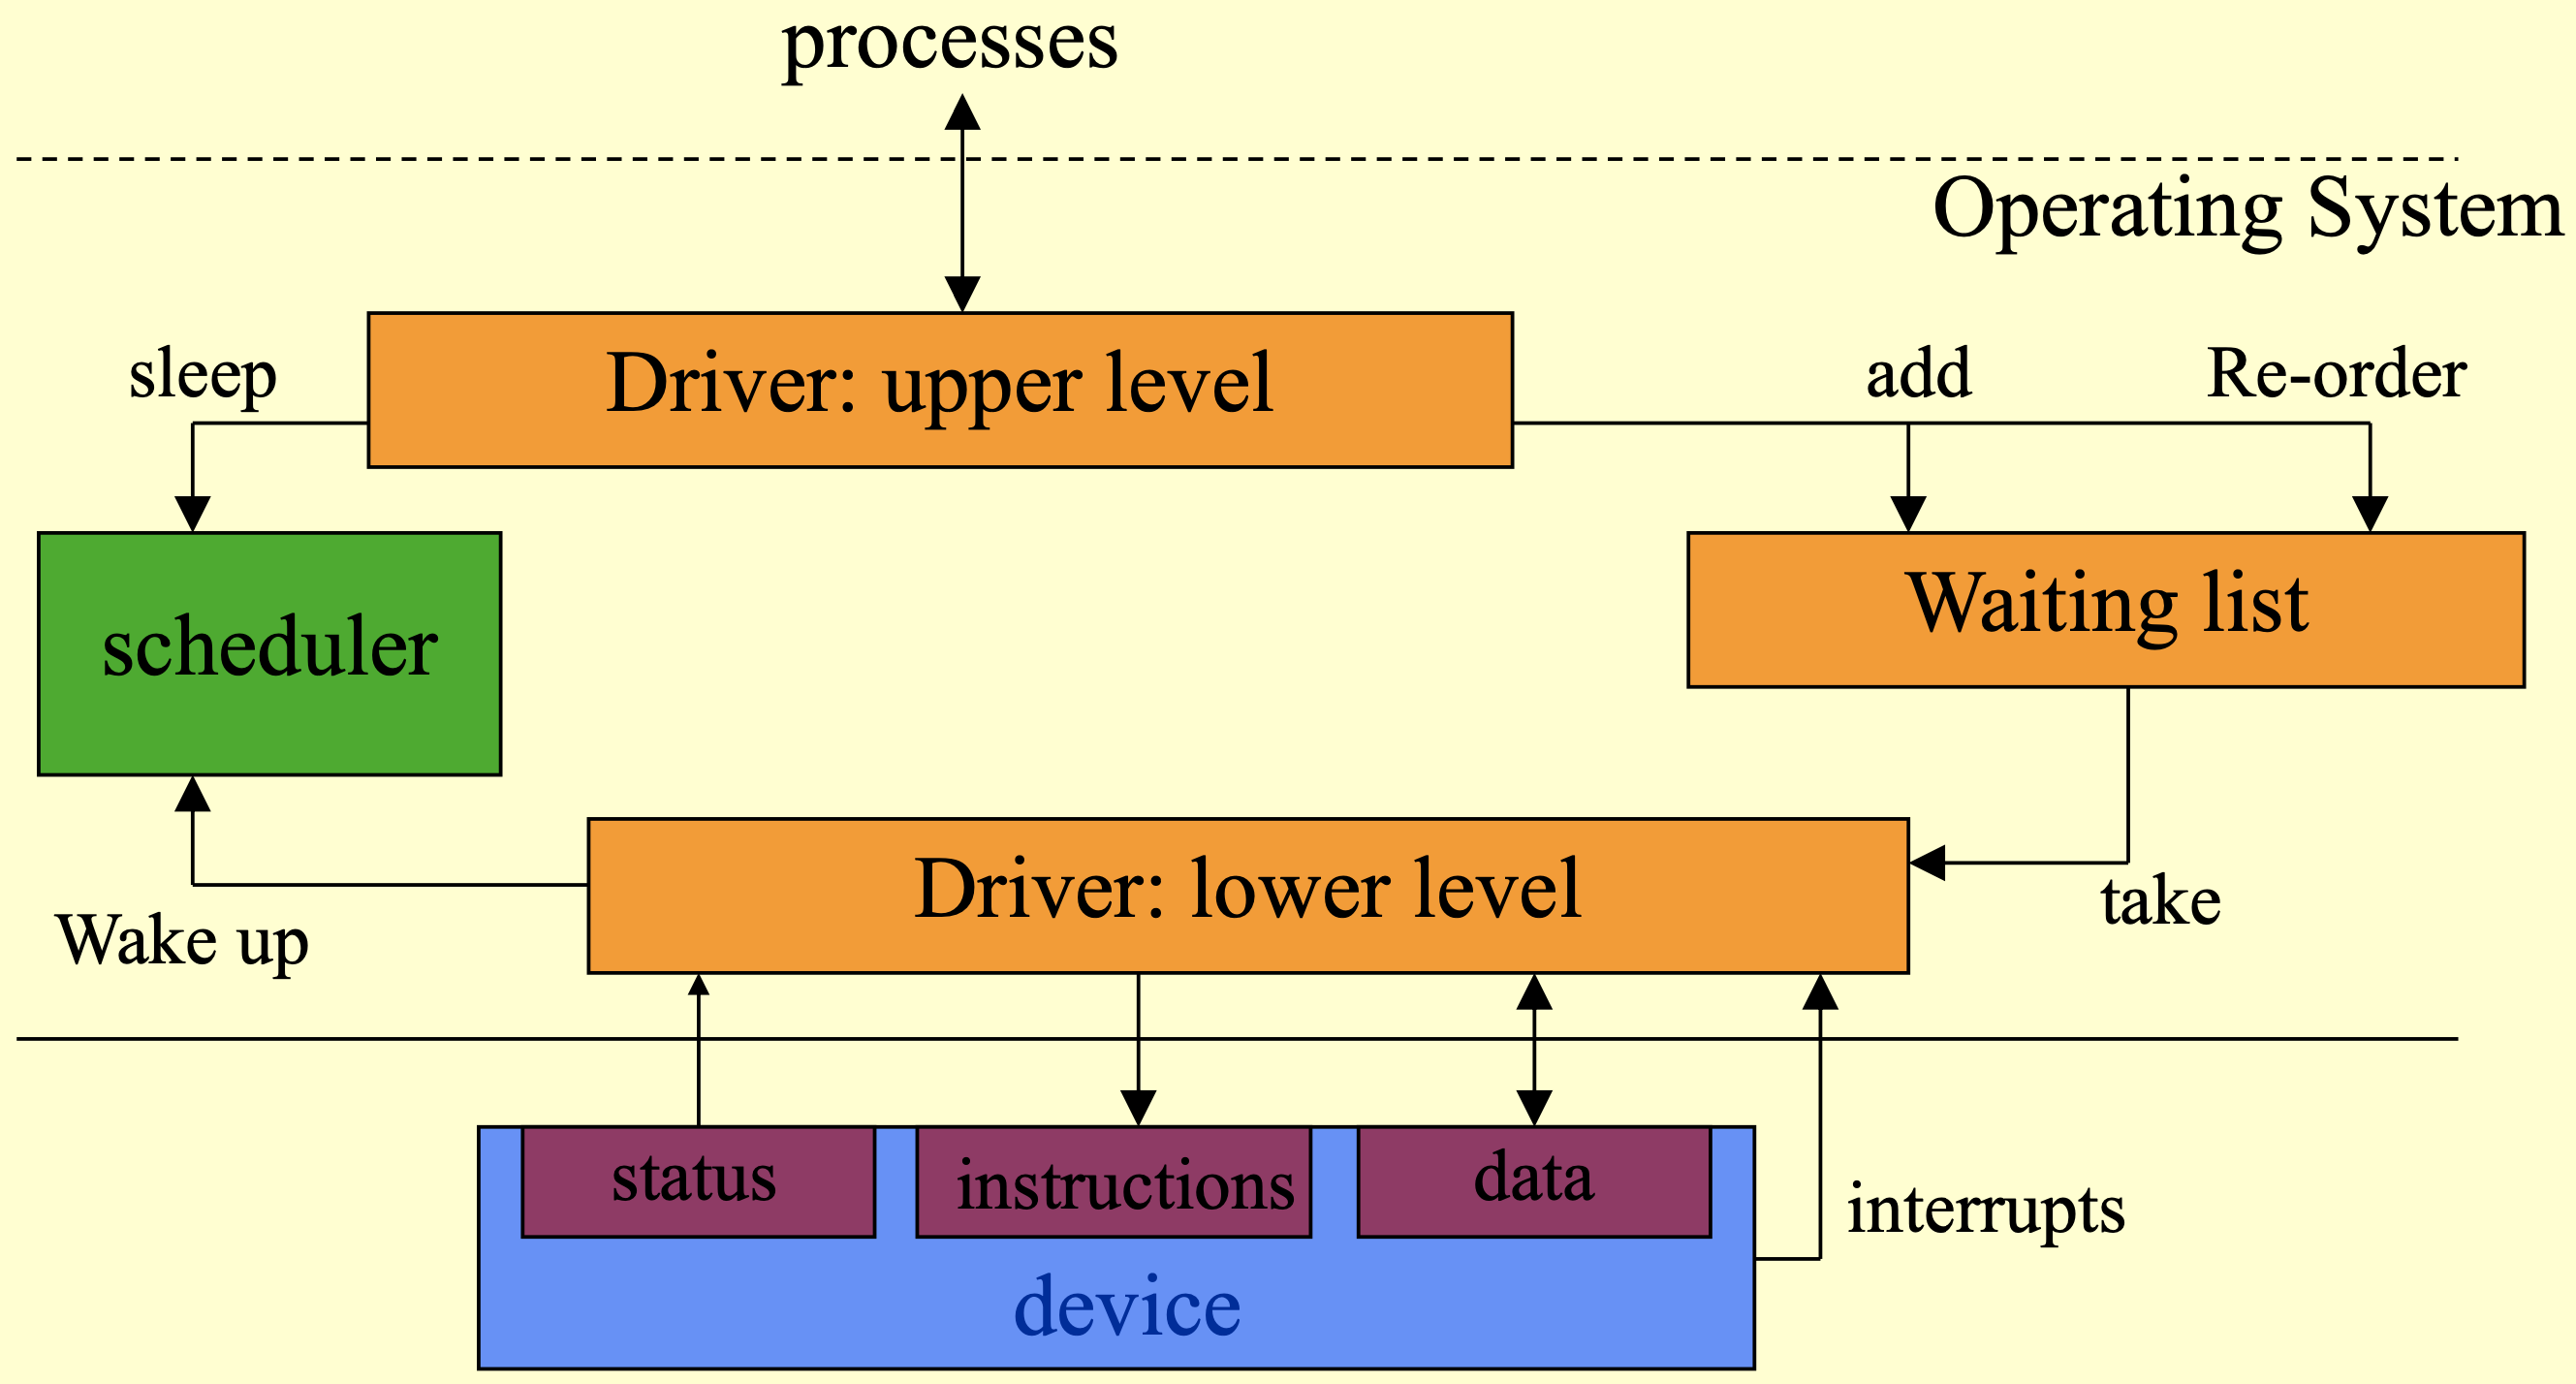 processes
Operating System
Driver: upper level
sleep
add
Re-order
scheduler
Waiting list
Driver: lower level
Wake up
take
status
instructions
data
interrupts
device